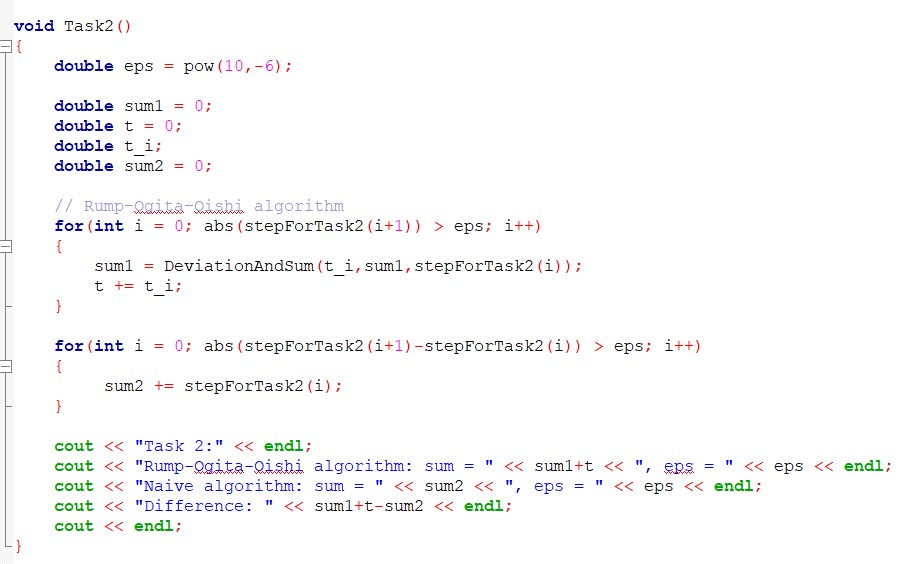 void Task2()
{
    double eps = pow(10,-6);

    double sum1 = 0;
    double t = 0;
    double t_i;
    double sum2 = 0;

    // Rump-Ogita-Oishi algorithm
    for(int i = 0; abs(stepForTask2(i+1)) > eps; i++)
    {
        sum1 = DeviationAndSum(t_i,sum1,stepForTask2(i));
        t += t_i;
    }

    for(int i = 0; abs(stepForTask2(i+1)-stepForTask2(i)) > eps; i++)
    {
         sum2 += stepForTask2(i);
    }

    cout << "Task 2:" << endl;
    cout << "Rump-Ogita-Oishi algorithm: sum = " << sum1+t << ", eps = " << eps << endl;
    cout << "Naive algorithm: sum = " << sum2 << ", eps = " << eps << endl;
    cout << "Difference: " << sum1+t-sum2 << endl;
    cout << endl;
}